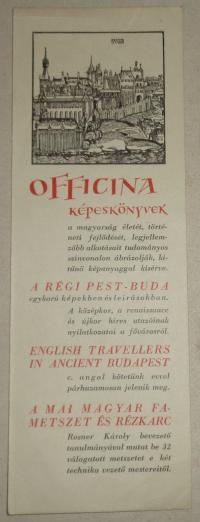 OFFICINA
KÉPESKÖNYVEK
a magyarság életét, törté-
neti fejlődését, legjellem-
zőbb alkotásait tudományos
színvonalon ábrázolják, ki-
tűnő képanyaggal kísérve.
A RÉGI PEST-BUDA
egykorú képekben és leírásokban.
A középkor, a renaissance
és újkor híres utazóinak
nyilatkozatai a fővárosról.
ENGLISH TRAVELLERS
IN ANCIENT BUDAPEST
c. angol kötetünk evvel
párhuzamosan jelenik meg.
A MAI MAGYAR FA-
METSZET ÉS RÉZKARC
Rosner Károly bevezető
tanulmányával mutat be 32
válogatott metszetet e két
technika vezető mestereitől.